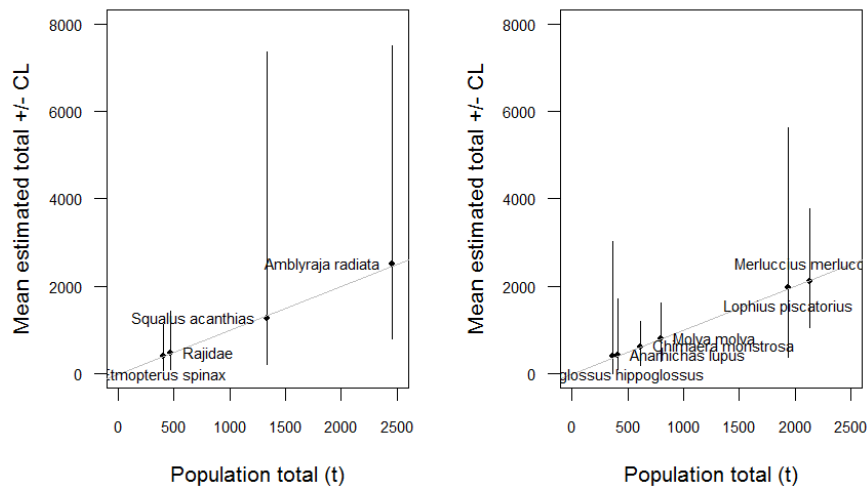 8000
6000
4000
2000
0
Mean estimated total +/- CL
Amblyraja radiata
Squalus acanthias
Rajidae
Etmopterus spinax
0 500 1000 1500 2000 2500
Population total (t)
8000
6000
4000
2000
0
Mean estimated total +/- CL
Merluccius merlucc
Lophius piscatorius
Molva molva
Chimaera monstrosa
Anarhichas lupus
glossus hippoglossus
0 500 1000 1500 2000 2500
Population total (t)